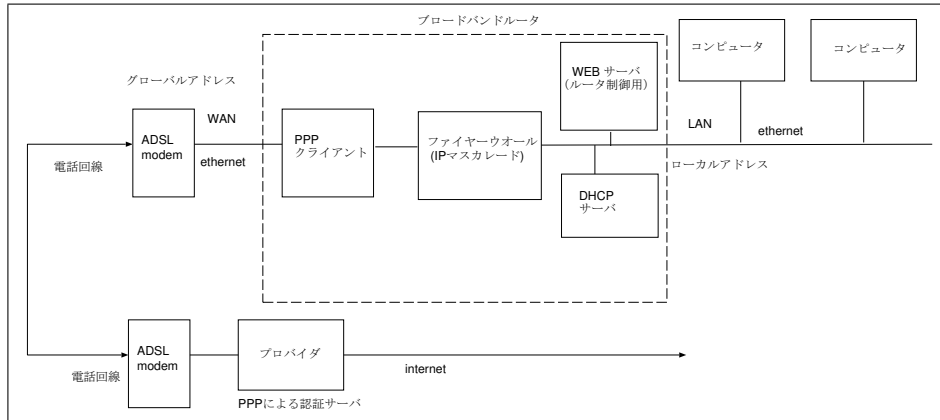 ブロードバンドルータ
グローバルアドレス
WAN
ethernet
ADSL
modem
電話回線
PPP
クライアント
ファイヤーウオール
(IPマスカレード)
WEB サーバ
(ルータ制御用)
DHCP
サーバ
コンピュータ
コンピュータ
LAN
ethernet
ローカルアドレス
ADSL
modem
電話回線
プロバイダ
PPPによる認証サーバ
internet